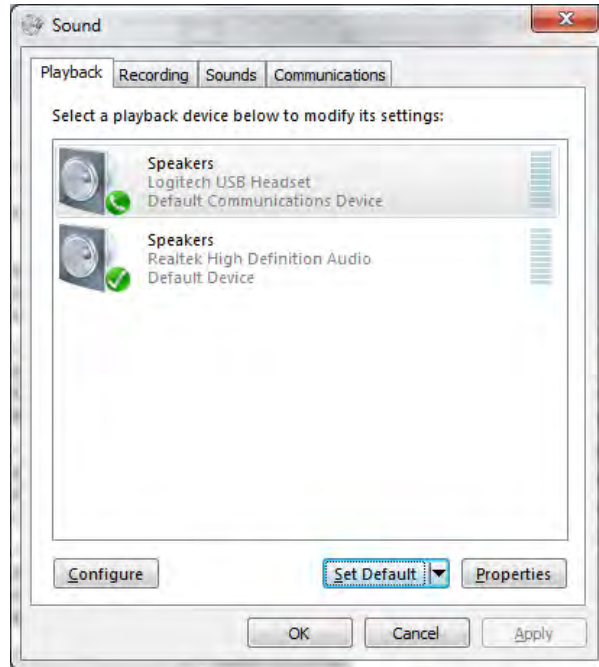 Sound
Playback Recording Sounds Communications
Select a playback device below to modify its settings:
Speakers
Logitech USB Headset
Default Communications Device
Speakers
Realtek High Definition Audio
Default Device
Configure Set Default Properties
OK Cancel Apply